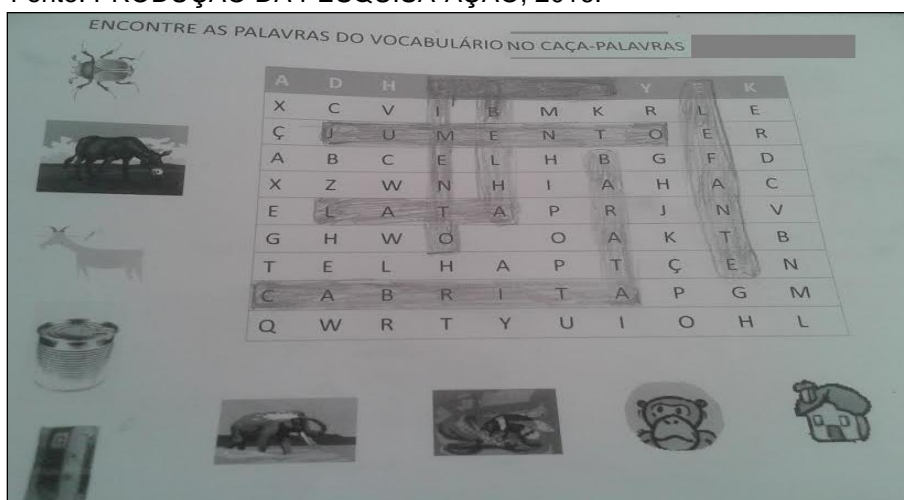 ENCONTRE AS PALAVRAS DO VOCABULÁRIO NO CAÇA-PALAVRAS
A D H Y E K
X C V I B M K R L E
Ç J U M E N T O E R
A B C E L H B G F D
X Z W N H I A H A C
E L A T A P R J N V
G H W O O A K T B
T E L H A P T Ç E N
C A B R I T A P G M
Q W R T Y U I O H L